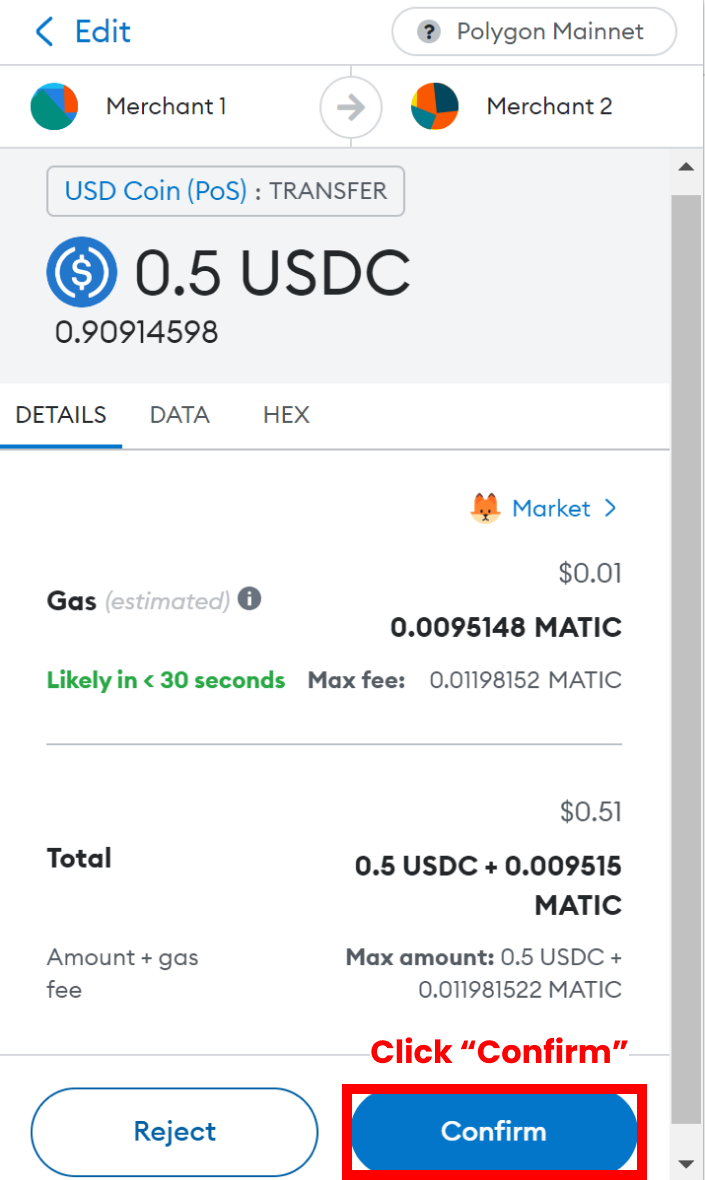 Edit
? Polygon Mainnet
Merchant 1
Merchant 2
USD Coin (PoS) : TRANSFER
$ 0.5 USDC
0.90914598
DETAILS DATA HEX
Market >
$0.01
Gas (estimated) i
0.0095148 MATIC
Likely in < 30 seconds Max fee: 0.01198152 MATIC
$0.51
Total
0.5 USDC + 0.009515
MATIC
Amount + gas
fee
Max amount: 0.5 USDC +
0.011981522 MATIC
Click “Confirm”
Reject
Confirm